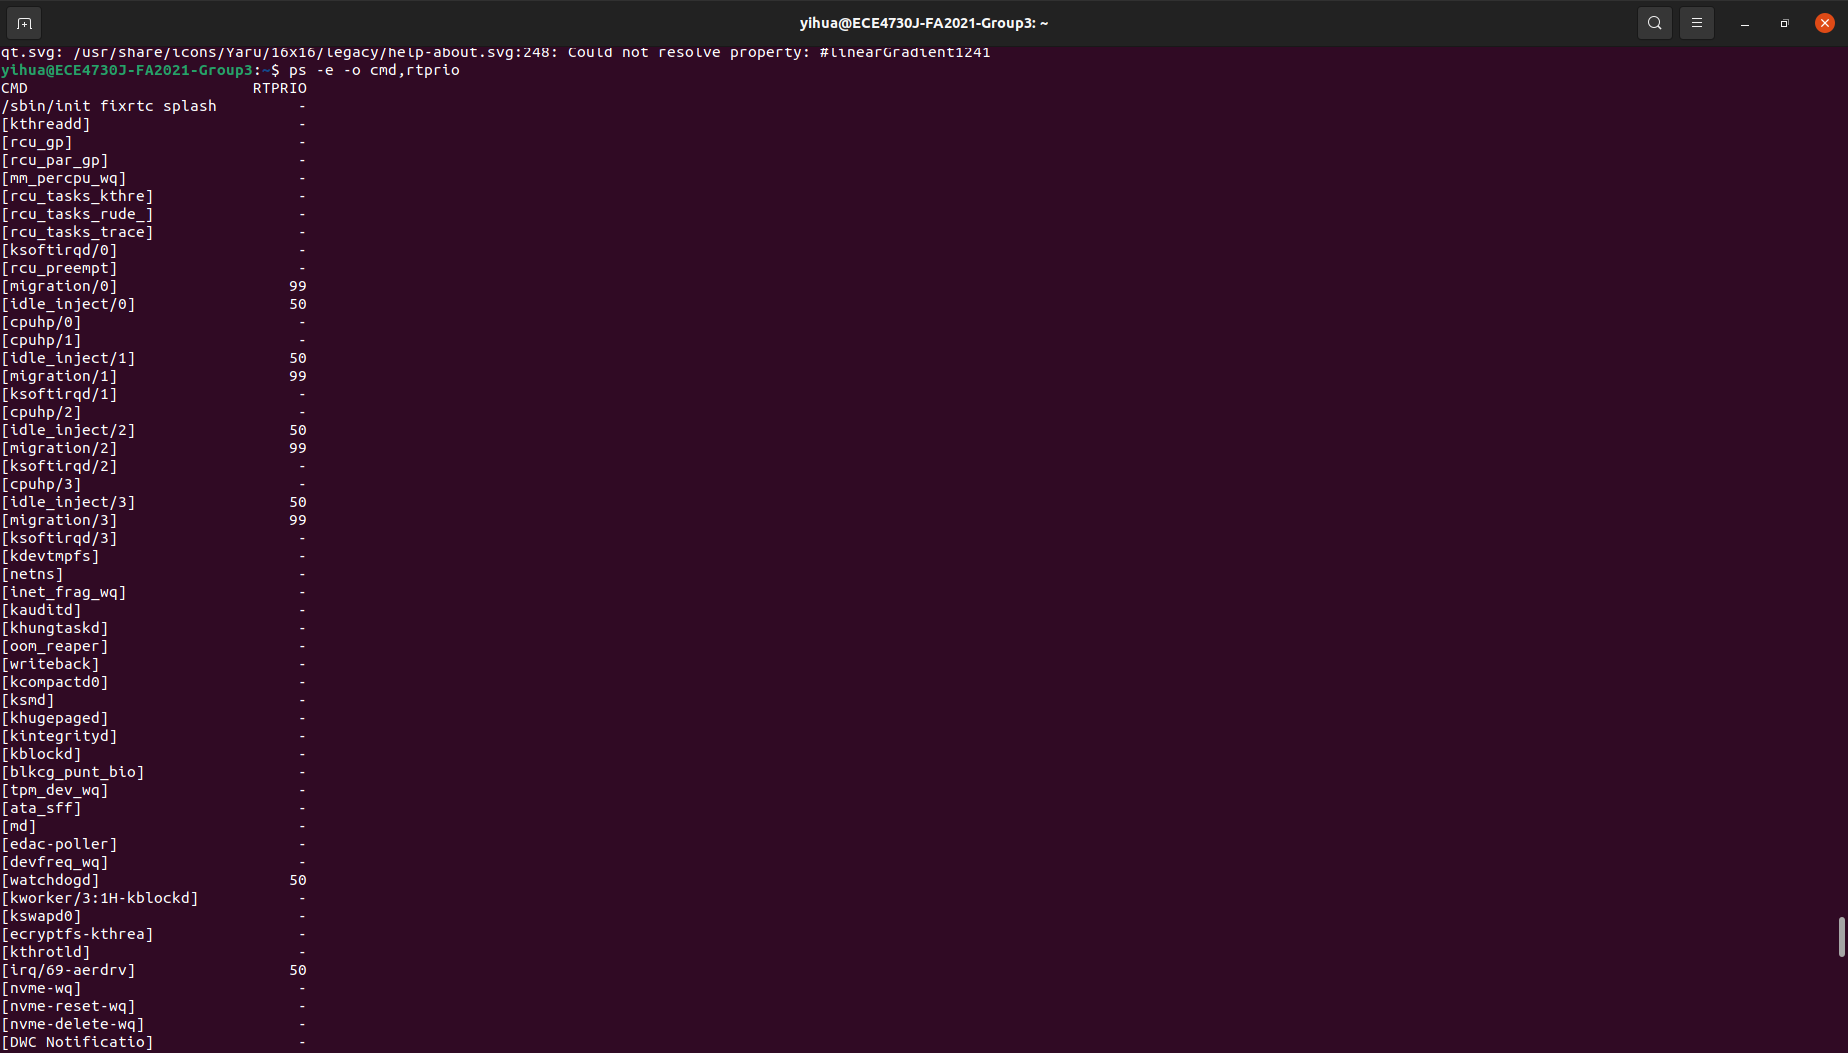 yihua@ECE4730J-FA2021-Group3: ~
qt.svg: /usr/share/icons/Yaru/16x16/legacy/help-about.svg:248: Could not resolve property: #linearGradient1241
yihua@ECE4730J-FA2021-Group3:~$ ps -e -o cmd,rtprio
CMD                         RTPRIO
/sbin/init fixrtc splash         -
[kthreadd]                       -
[rcu_gp]                         -
[rcu_par_gp]                     -
[mm_percpu_wq]                   -
[rcu_tasks_kthre]                -
[rcu_tasks_rude_]                -
[rcu_tasks_trace]                -
[ksoftirqd/0]                    -
[rcu_preempt]                    -
[migration/0]                   99
[idle_inject/0]                 50
[cpuhp/0]                        -
[cpuhp/1]                        -
[idle_inject/1]                 50
[migration/1]                   99
[ksoftirqd/1]                    -
[cpuhp/2]                        -
[idle_inject/2]                 50
[migration/2]                   99
[ksoftirqd/2]                    -
[cpuhp/3]                        -
[idle_inject/3]                 50
[migration/3]                   99
[ksoftirqd/3]                    -
[kdevtmpfs]                      -
[netns]                          -
[inet_frag_wq]                   -
[kauditd]                        -
[khungtaskd]                     -
[oom_reaper]                     -
[writeback]                      -
[kcompactd0]                     -
[ksmd]                           -
[khugepaged]                     -
[kintegrityd]                    -
[kblockd]                        -
[blkcg_punt_bio]                 -
[tpm_dev_wq]                     -
[ata_sff]                        -
[md]                             -
[edac-poller]                    -
[devfreq_wq]                     -
[watchdogd]                     50
[kworker/3:1H-kblockd]           -
[kswapd0]                        -
[ecryptfs-kthrea]                -
[kthrotld]                       -
[irq/69-aerdrv]                 50
[nvme-wq]                        -
[nvme-reset-wq]                  -
[nvme-delete-wq]                 -
[DWC Notificatio]                -